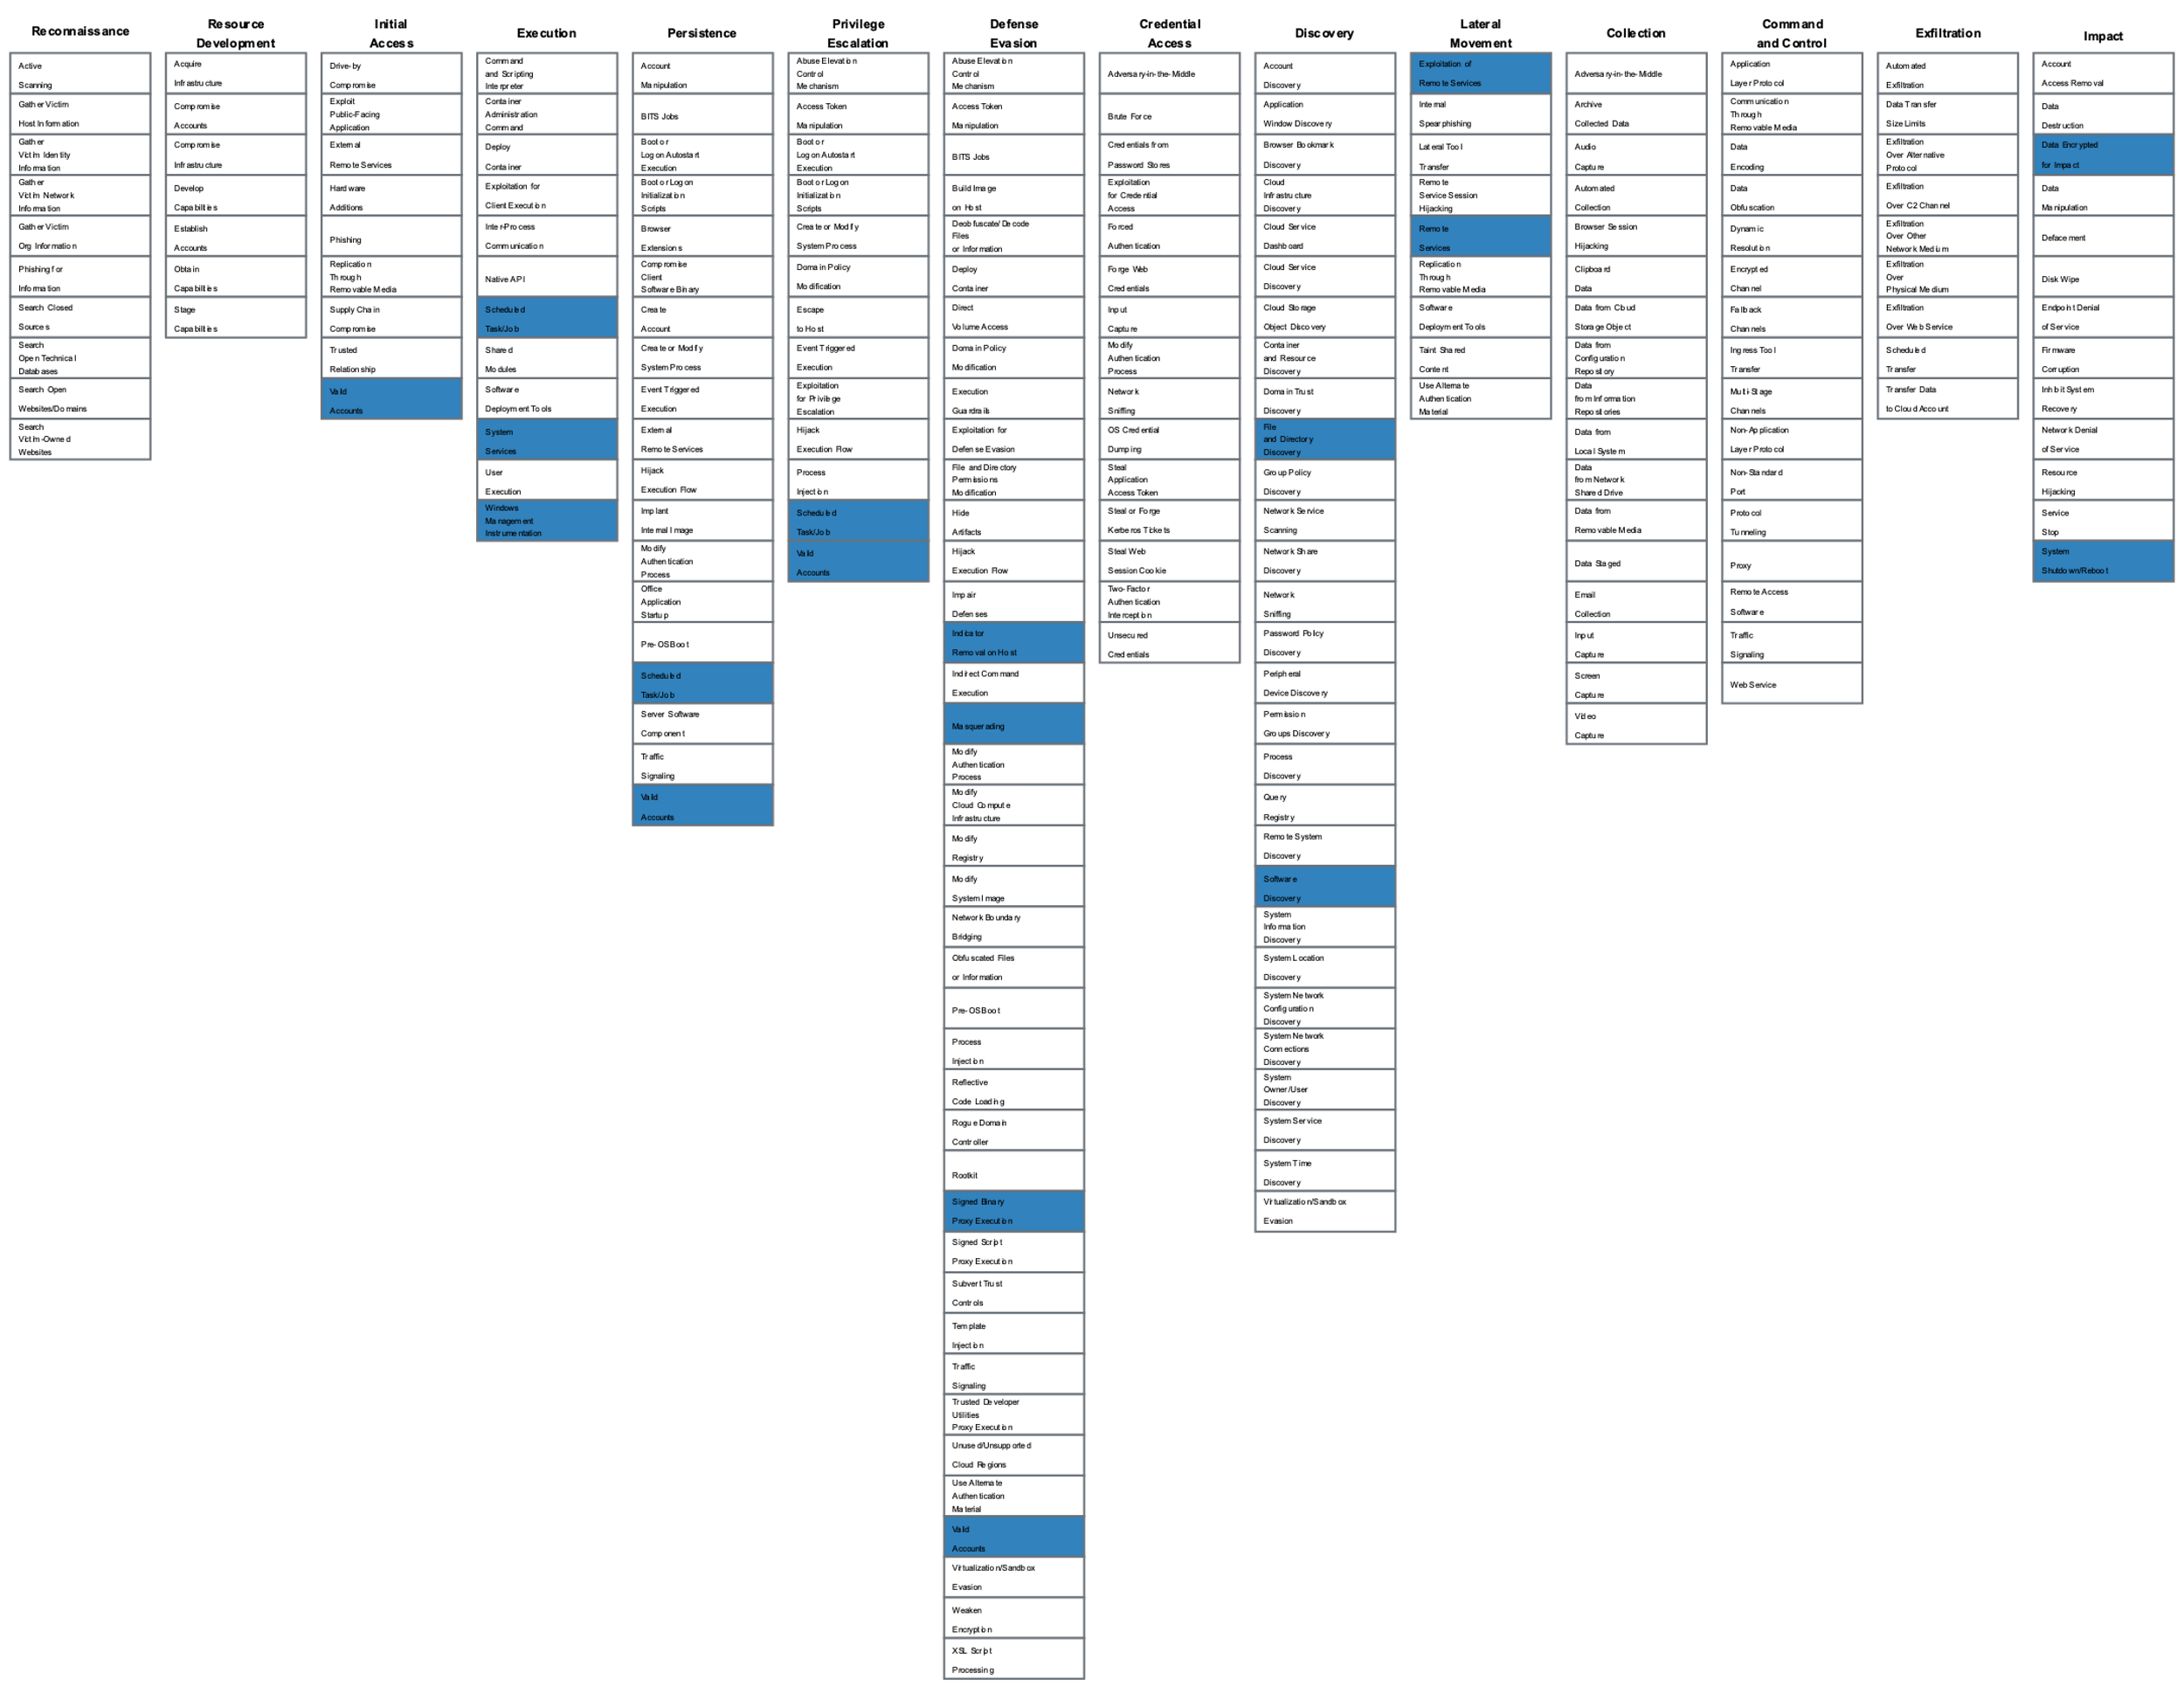 Reconnaissance
Active
Scanning
Gather Victim
Host Information
Gather
Victim Identity
Information
Gather
Victim Network
Information
Gather Victim
Org Information
Phishing for
Information
Search Closed
Sources
Search
Open Technical
Databases
Search Open
Websites/Domains
Search
Victim-Owned
Websites
Resource
Development
Acquire
Infrastructure
Compromise
Accounts
Compromise
Infrastructure
Develop
Capabilities
Establish
Accounts
Obtain
Capabilities
Stage
Capabilities
Initial
Access
Drive-by
Compromise
Exploit
Public-Facing
Application
External
Remote Services
Hardware
Additions
Phishing
Replication
Through
Removable Media
Supply Chain
Compromise
Trusted
Relationship
Valid
Accounts
Execution
Command
and Scripting
Interpreter
Container
Administration
Command
Deploy
Container
Exploitation for
Client Execution
Inter-Process
Communication
Native API
Scheduled
Task/Job
Shared
Modules
Software
Deployment Tools
System
Services
User
Execution
Windows
Management
Instrumentation
Persistence
Account
Manipulation
BITS Jobs
Boot or
Logon Autostart
Execution
Boot or Logon
Initialization
Scripts
Browser
Extensions
Compromise
Client
Software Binary
Create
Account
Create or Modify
System Process
Event Triggered
Execution
External
Remote Services
Hijack
Execution Flow
Implant
Internal Image
Modify
Authentication
Process
Office
Application
Startup
Pre-OS Boot
Scheduled
Task/Job
Server Software
Component
Traffic
Signaling
Valid
Accounts
Privilege
Escalation
Abuse Elevation
Control
Mechanism
Access Token
Manipulation
Boot or
Logon Autostart
Execution
Boot or Logon
Initialization
Scripts
Create or Modify
System Process
Domain Policy
Modification
Escape
to Host
Event Triggered
Execution
Exploitation
for Privilege
Escalation
Hijack
Execution Flow
Process
Injection
Scheduled
Task/Job
Valid
Accounts
Defense
Evasion
Abuse Elevation
Control
Mechanism
Access Token
Manipulation
BITS Jobs
Build Image
on Host
Deobfuscate/Decode
Files
or Information
Deploy
Container
Direct
Volume Access
Domain Policy
Modification
Execution
Guardrails
Exploitation for
Defense Evasion
File and Directory
Permissions
Modification
Hide
Artifacts
Hijack
Execution Flow
Impair
Defenses
Indicator
Removal on Host
Indirect Command
Execution
Masquerading
Modify
Authentication
Process
Modify
Cloud Compute
Infrastructure
Modify
Registry
Modify
System Image
Network Boundary
Bridging
Obfuscated Files
or Information
Pre-OS Boot
Process
Injection
Reflective
Code Loading
Rogue Domain
Controller
Rootkit
Signed Binary
Proxy Execution
Signed Script
Proxy Execution
Subvert Trust
Controls
Template
Injection
Traffic
Signaling
Trusted Developer
Utilities
Proxy Execution
Unused/Unsupported
Cloud Regions
Use Alternate
Authentication
Material
Valid
Accounts
Virtualization/Sandbox
Evasion
Weaken
Encryption
XSL Script
Processing
Credential
Access
Adversary-in-the-Middle
Brute Force
Credentials from
Password Stores
Exploitation
for Credential
Access
Forced
Authentication
Forge Web
Credentials
Input
Capture
Modify
Authentication
Process
Network
Sniffing
OS Credential
Dumping
Steal
Application
Access Token
Steal or Forge
Kerberos Tickets
Steal Web
Session Cookie
Two-Factor
Authentication
Interception
Unsecured
Credentials
Discovery
Account
Discovery
Application
Window Discovery
Browser Bookmark
Discovery
Cloud
Infrastructure
Discovery
Cloud Service
Dashboard
Cloud Service
Discovery
Cloud Storage
Object Discovery
Container
and Resource
Discovery
Domain Trust
Discovery
File
and Directory
Discovery
Group Policy
Discovery
Network Service
Scanning
Network Share
Discovery
Network
Sniffing
Password Policy
Discovery
Peripheral
Device Discovery
Permission
Groups Discovery
Process
Discovery
Query
Registry
Remote System
Discovery
Software
Discovery
System
Information
Discovery
System Location
Discovery
System Network
Configuration
Discovery
System Network
Connections
Discovery
System
Owner/User
Discovery
System Service
Discovery
System Time
Discovery
Virtualization/Sandbox
Evasion
Lateral
Movement
Exploitation of
Remote Services
Internal
Spearphishing
Lateral Tool
Transfer
Remote
Service Session
Hijacking
Remote
Services
Replication
Through
Removable Media
Software
Deployment Tools
Taint Shared
Content
Use Alternate
Authentication
Material
Collection
Adversary-in-the-Middle
Archive
Collected Data
Audio
Capture
Automated
Collection
Browser Session
Hijacking
Clipboard
Data
Data from Cloud
Storage Object
Data from
Configuration
Repository
Data
from Information
Repositories
Data from
Local System
Data
from Network
Shared Drive
Data from
Removable Media
Data Staged
Email
Collection
Input
Capture
Screen
Capture
Video
Capture
Command
and Control
Application
Layer Protocol
Communication
Through
Removable Media
Data
Encoding
Data
Obfuscation
Dynamic
Resolution
Encrypted
Channel
Fallback
Channels
Ingress Tool
Transfer
Multi-Stage
Channels
Non-Application
Layer Protocol
Non-Standard
Port
Protocol
Tunneling
Proxy
Remote Access
Software
Traffic
Signaling
Web Service
Exfiltration
Automated
Exfiltration
Data Transfer
Size Limits
Exfiltration
Over Alternative
Protocol
Exfiltration
Over C2 Channel
Exfiltration
Over Other
Network Medium
Exfiltration
Over
Physical Medium
Exfiltration
Over Web Service
Scheduled
Transfer
Transfer Data
to Cloud Account
Impact
Account
Access Removal
Data
Destruction
Data Encrypted
for Impact
Data
Manipulation
Defacement
Disk Wipe
Endpoint Denial
of Service
Firmware
Corruption
Inhibit System
Recovery
Network Denial
of Service
Resource
Hijacking
Service
Stop
System
Shutdown/Reboot